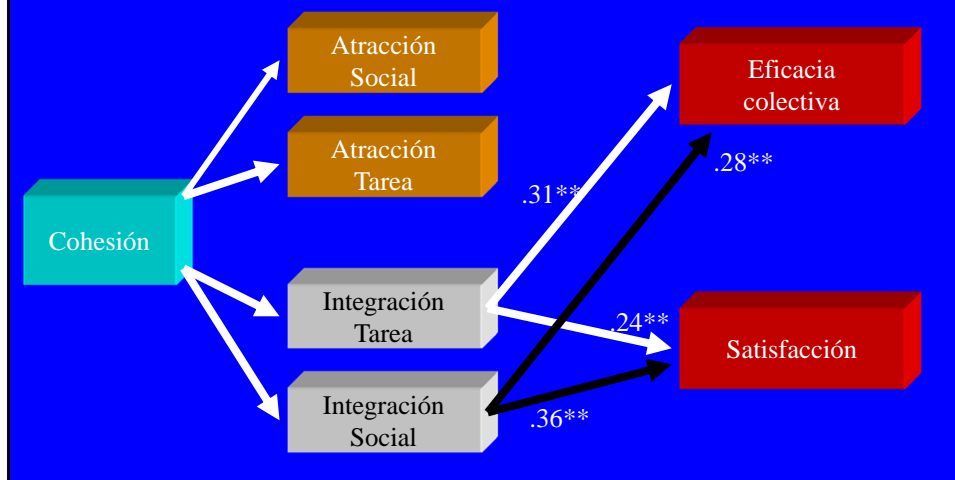 Atracción
Social
Atracción
Tarea
Cohesión
Integración
Tarea
Integración
Social
Eficacia
colectiva
.28**
.31**
.24**
Satisfacción
.36**